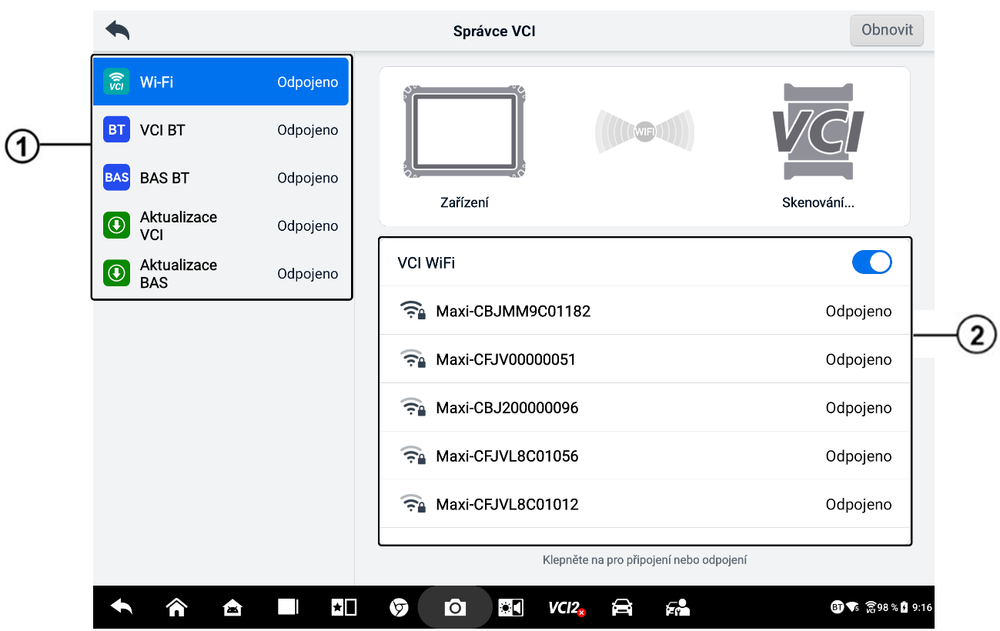 Správce VCI
Obnovit
VCI
Wi-Fi
Odpojeno
BT
VCI BT
Odpojeno
BAS
BAS BT
Odpojeno
Aktualizace
VCI
Odpojeno
Aktualizace
BAS
Odpojeno
1
WIFI
VCI
Zařízení
Skenování...
VCI WiFi
Maxi-CBJMM9C01182
Odpojeno
Maxi-CFJV00000051
Odpojeno
Maxi-CBJ200000096
Odpojeno
Maxi-CFJVL8C01056
Odpojeno
Maxi-CFJVL8C01012
Odpojeno
2
Klepněte na pro připojení nebo odpojení
VCI2
BT
5
VCI
98 %
9:16